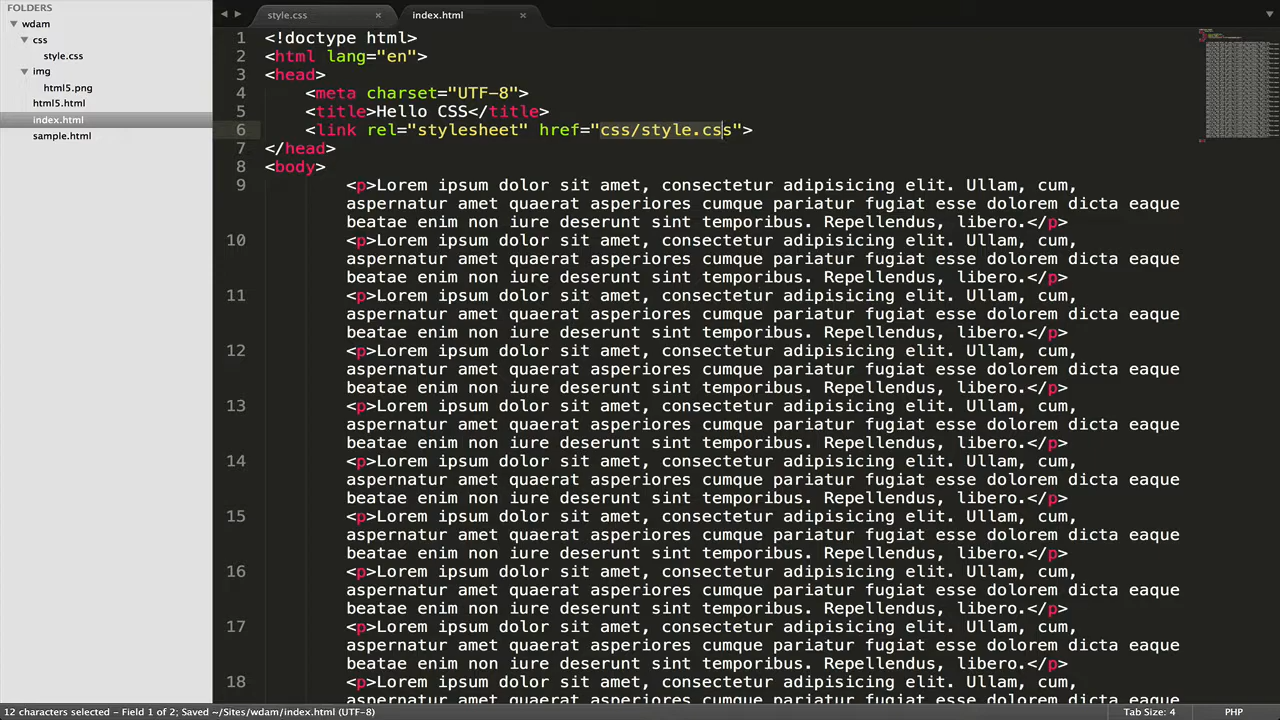 FOLDERS
wdam
css
style.css
img
html5.png
html5.html
index.html
sample.html
style.css × index.html ×
1 <!doctype html>
2 <html lang="en">
3 <head>
4 <meta charset="UTF-8">
5 <title>Hello CSS</title>
6 <link rel="stylesheet" href="css/style.css">
7 </head>
8 <body>
9 <p>Lorem ipsum dolor sit amet, consectetur adipisicing elit. Ullam, cum,
aspernatur amet quaerat asperiores cumque pariatur fugiat esse dolorem dicta eaque
beatae enim non iure deserunt sint temporibus. Repellendus, libero.</p>
10 <p>Lorem ipsum dolor sit amet, consectetur adipisicing elit. Ullam, cum,
aspernatur amet quaerat asperiores cumque pariatur fugiat esse dolorem dicta eaque
beatae enim non iure deserunt sint temporibus. Repellendus, libero.</p>
11 <p>Lorem ipsum dolor sit amet, consectetur adipisicing elit. Ullam, cum,
aspernatur amet quaerat asperiores cumque pariatur fugiat esse dolorem dicta eaque
beatae enim non iure deserunt sint temporibus. Repellendus, libero.</p>
12 <p>Lorem ipsum dolor sit amet, consectetur adipisicing elit. Ullam, cum,
aspernatur amet quaerat asperiores cumque pariatur fugiat esse dolorem dicta eaque
beatae enim non iure deserunt sint temporibus. Repellendus, libero.</p>
13 <p>Lorem ipsum dolor sit amet, consectetur adipisicing elit. Ullam, cum,
aspernatur amet quaerat asperiores cumque pariatur fugiat esse dolorem dicta eaque
beatae enim non iure deserunt sint temporibus. Repellendus, libero.</p>
14 <p>Lorem ipsum dolor sit amet, consectetur adipisicing elit. Ullam, cum,
aspernatur amet quaerat asperiores cumque pariatur fugiat esse dolorem dicta eaque
beatae enim non iure deserunt sint temporibus. Repellendus, libero.</p>
15 <p>Lorem ipsum dolor sit amet, consectetur adipisicing elit. Ullam, cum,
aspernatur amet quaerat asperiores cumque pariatur fugiat esse dolorem dicta eaque
beatae enim non iure deserunt sint temporibus. Repellendus, libero.</p>
16 <p>Lorem ipsum dolor sit amet, consectetur adipisicing elit. Ullam, cum,
aspernatur amet quaerat asperiores cumque pariatur fugiat esse dolorem dicta eaque
beatae enim non iure deserunt sint temporibus. Repellendus, libero.</p>
17 <p>Lorem ipsum dolor sit amet, consectetur adipisicing elit. Ullam, cum,
aspernatur amet quaerat asperiores cumque pariatur fugiat esse dolorem dicta eaque
beatae enim non iure deserunt sint temporibus. Repellendus, libero.</p>
18 <p>Lorem ipsum dolor sit amet, consectetur adipisicing elit. Ullam, cum,
aspernatur amet quaerat asperiores cumque pariatur fugiat esse dolorem dicta eaque
12 characters selected - Field 1 of 2; Saved ~/Sites/wdam/index.html (UTF-8) Tab Size: 4 PHP